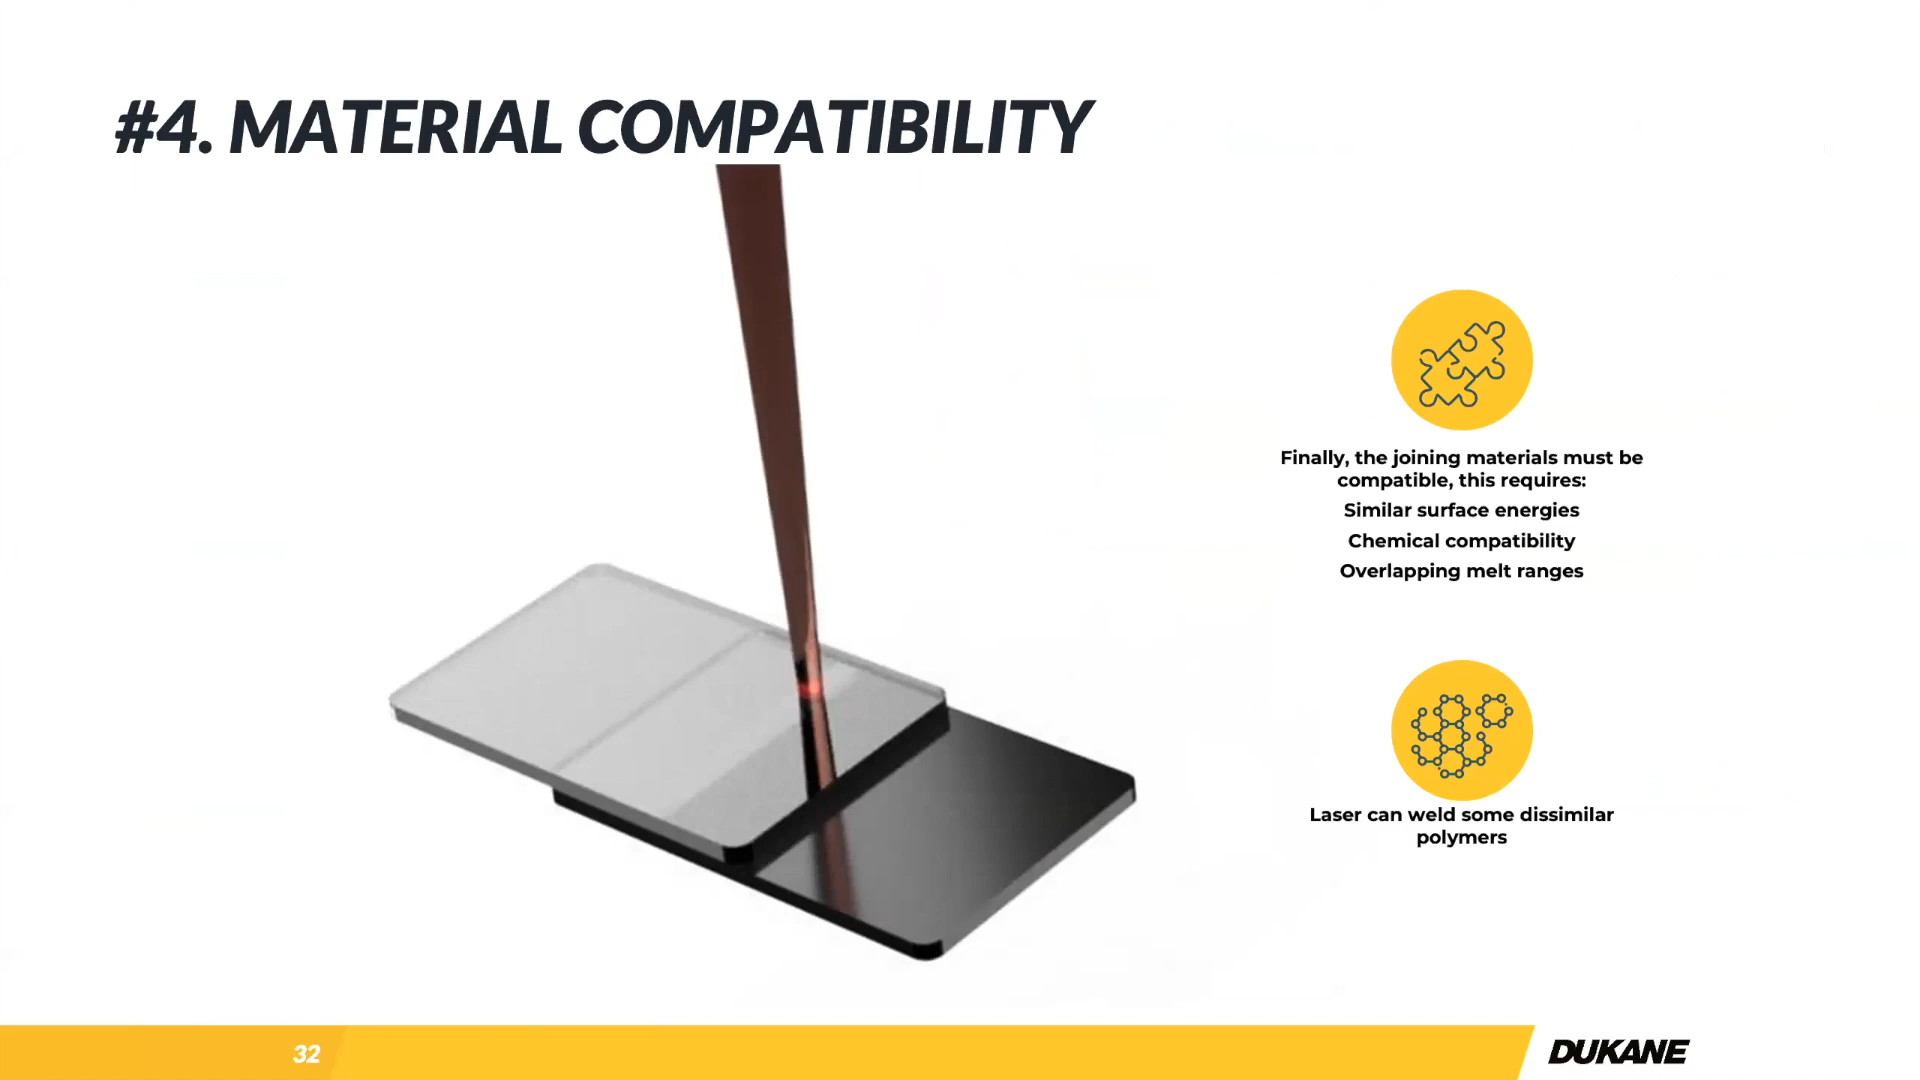 #4. MATERIAL COMPATIBILITY
Finally, the joining materials must be
compatible, this requires:
Similar surface energies
Chemical compatibility
Overlapping melt ranges
Laser can weld some dissimilar
polymers
32
DUKANE